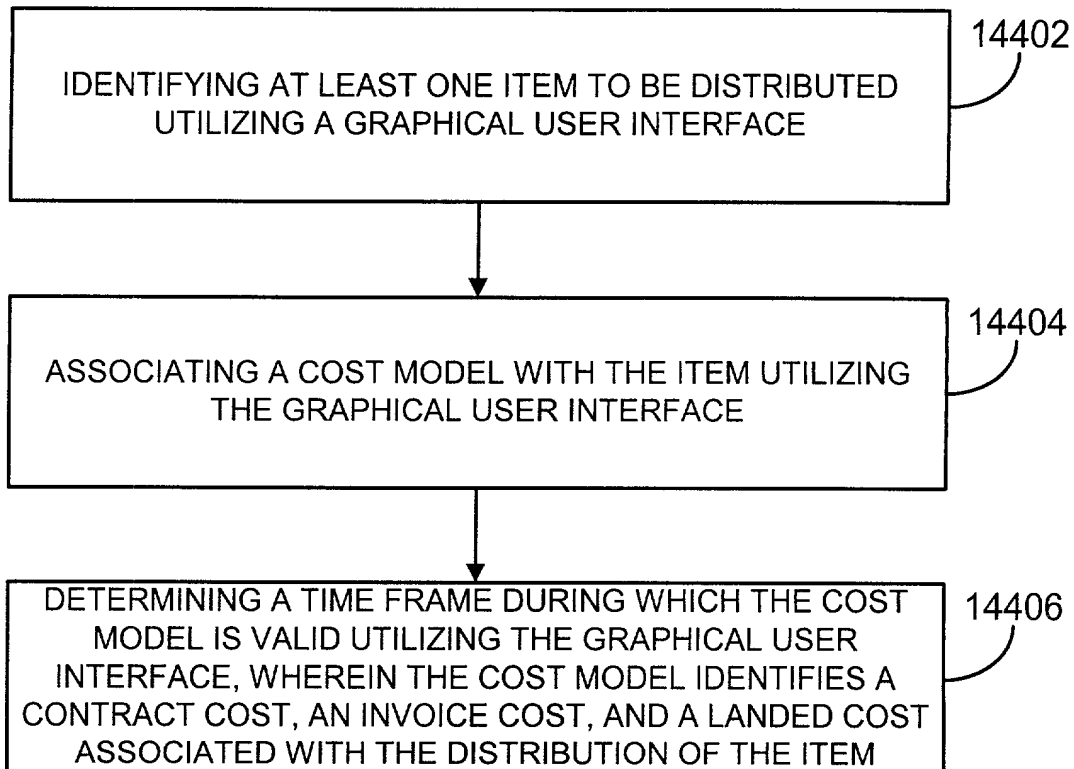 14402
IDENTIFYING AT LEAST ONE ITEM TO BE DISTRIBUTED
UTILIZING A GRAPHICAL USER INTERFACE
14404
ASSOCIATING A COST MODEL WITH THE ITEM UTILIZING
THE GRAPHICAL USER INTERFACE
14406
DETERMINING A TIME FRAME DURING WHICH THE COST
MODEL IS VALID UTILIZING THE GRAPHICAL USER
INTERFACE, WHEREIN THE COST MODEL IDENTIFIES A
CONTRACT COST, AN INVOICE COST, AND A LANDED COST
ASSOCIATED WITH THE DISTRIBUTION OF THE ITEM